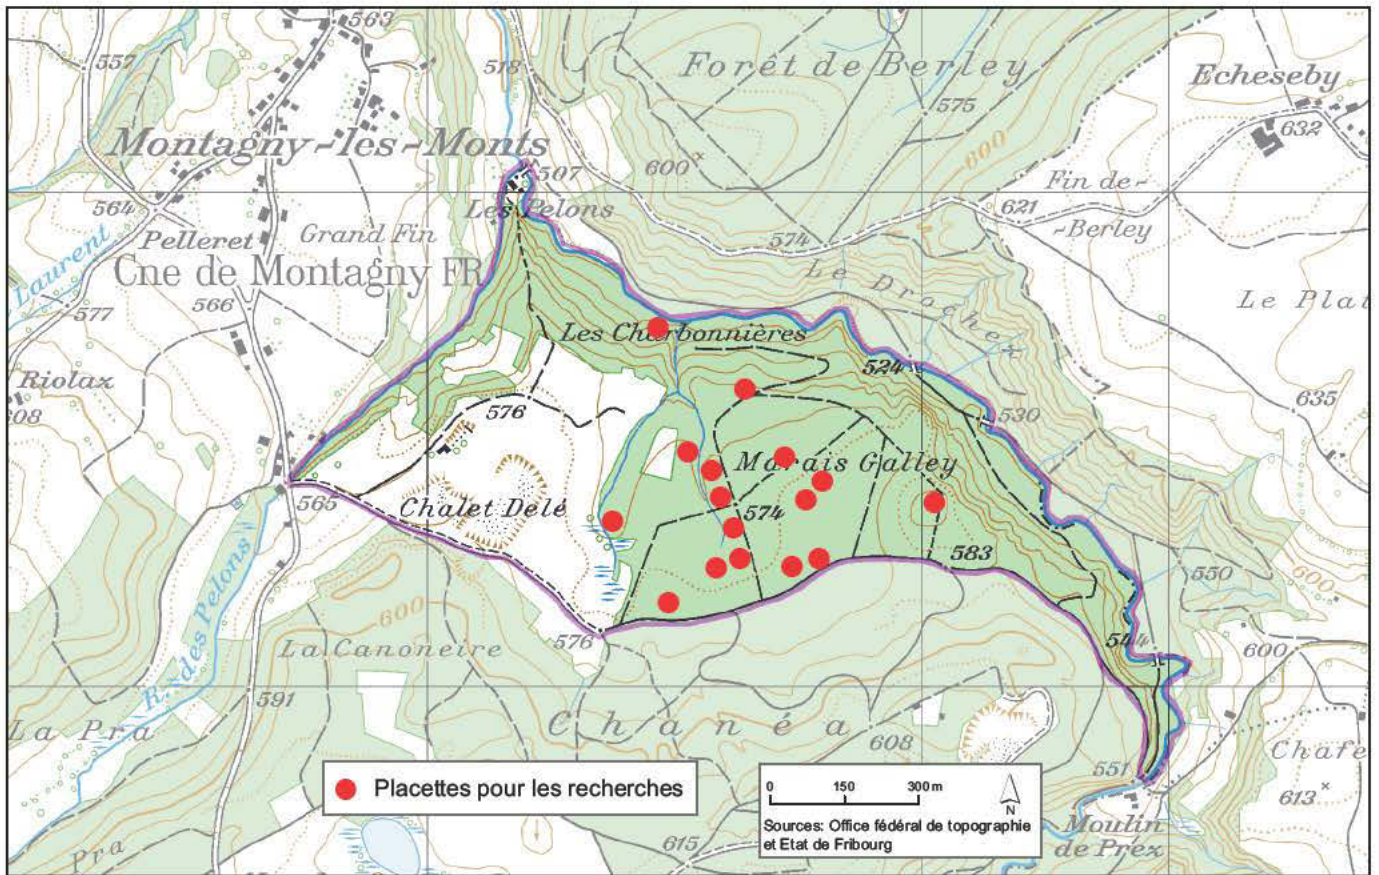 563
557
518
Forêt de Berley
575
Echeseby
632
Montagny-les-Monts
600
600
507
Fin de-
-Berley
564
Les Pelons
621
Pelleret
Grand Fin
574
Laurent
Cne de Montagny FR
Le Drachex
Le Plat
577
566
Les Charbonnières
524
Riolax
608
576
530
635
Marais Galley
565
Chalet Delé
574
583
550
600
R. des Pelons
600
576
La Canoneire
544
600
591
La Pra
Chanéa
608
Chafe
551
613
Placettes pour les recherches
0 150 300 m
N
Sources: Office fédéral de topographie
et Etat de Fribourg
Moulin
de Prex
Pra
615